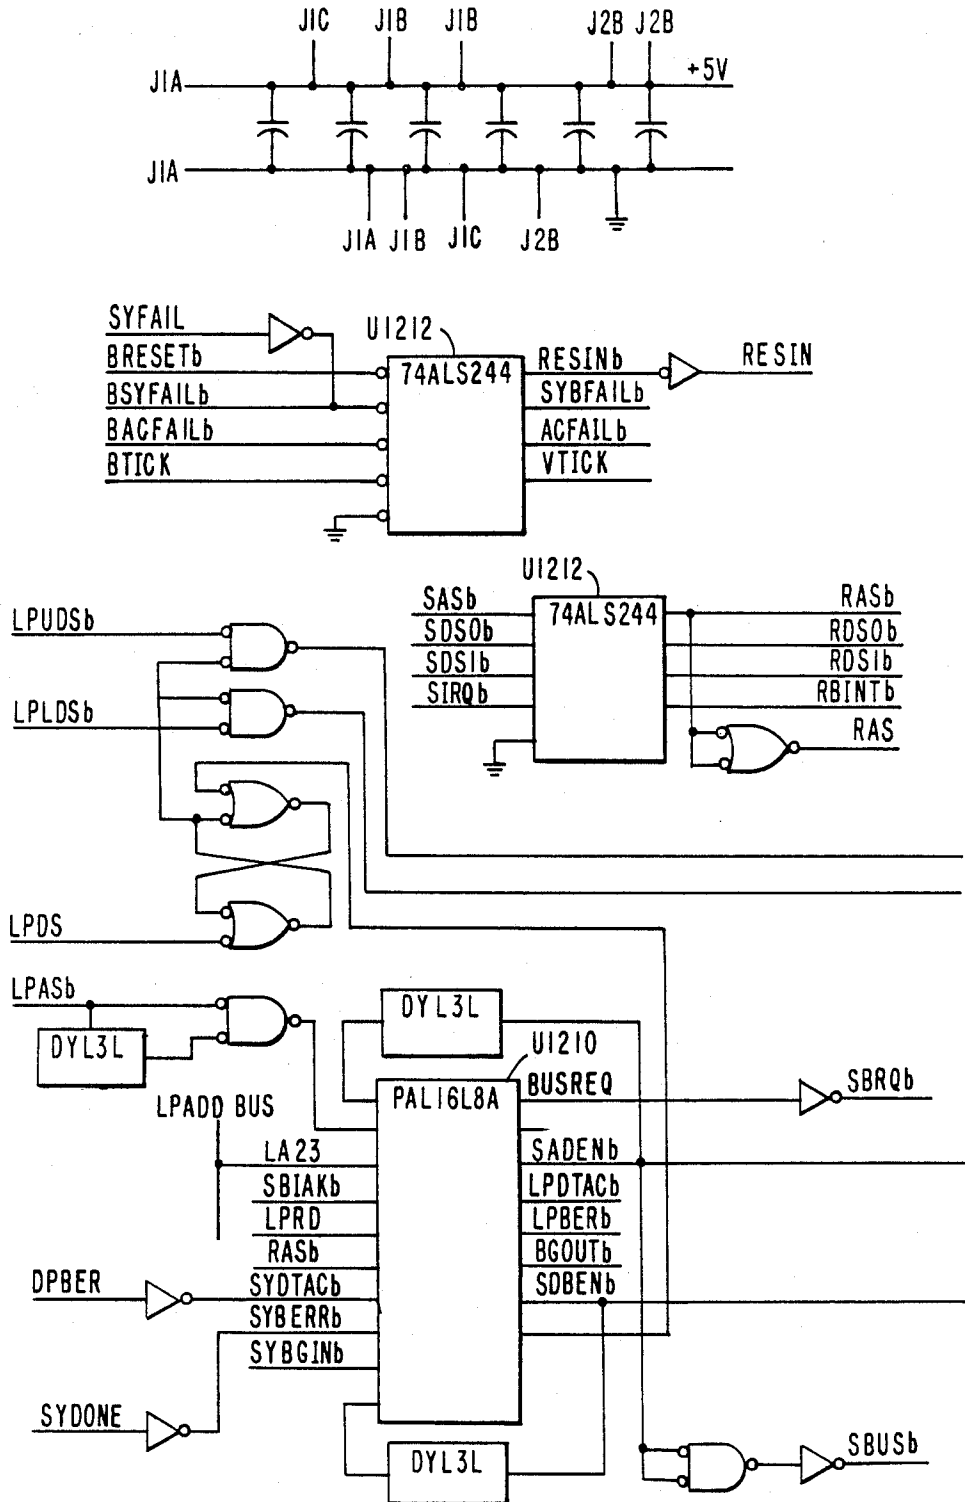 J1C J1B J1B J2B J2B
J1A +5V
J1A
J1A J1B J1C J2B
SYFAIL U1212
BRESETb 74ALS244 RESINb RESIN
BSYFAILb SYBFAILb
BACFAILb ACFAILb
BTICK VTICK
U1212
LPUDSb SASb 74ALS244 RASb
SDS0b RDS0b
SDS1b RDS1b
LPLDSb SIRQb RBINTb
RAS
LPDS
LPASb DYL3L
DYL3L U1210
PAL16L8A BUSREQ SBRQb
LPADD BUS
LA23 SADENb
SBIAKb LPDTACb
LPRD LPBERb
RASb BGOUTb
DPBER SYDTACb SDBENb
SYBERRb
SYBGINb
SYDONE
DYL3L SBUSb